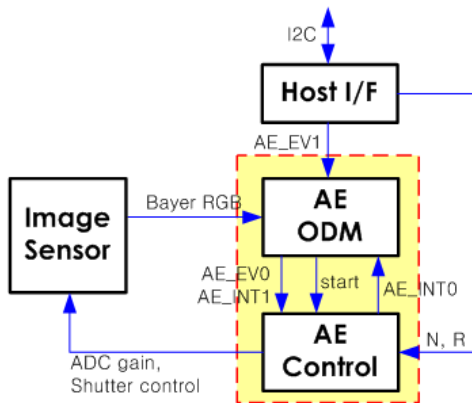 I2C
Host I/F
AE_EV1
Image
Sensor
Bayer RGB
AE
ODM
AE_EV0
AE_INT1
start
AE_INT0
AE
Control
N, R
ADC gain,
Shutter control